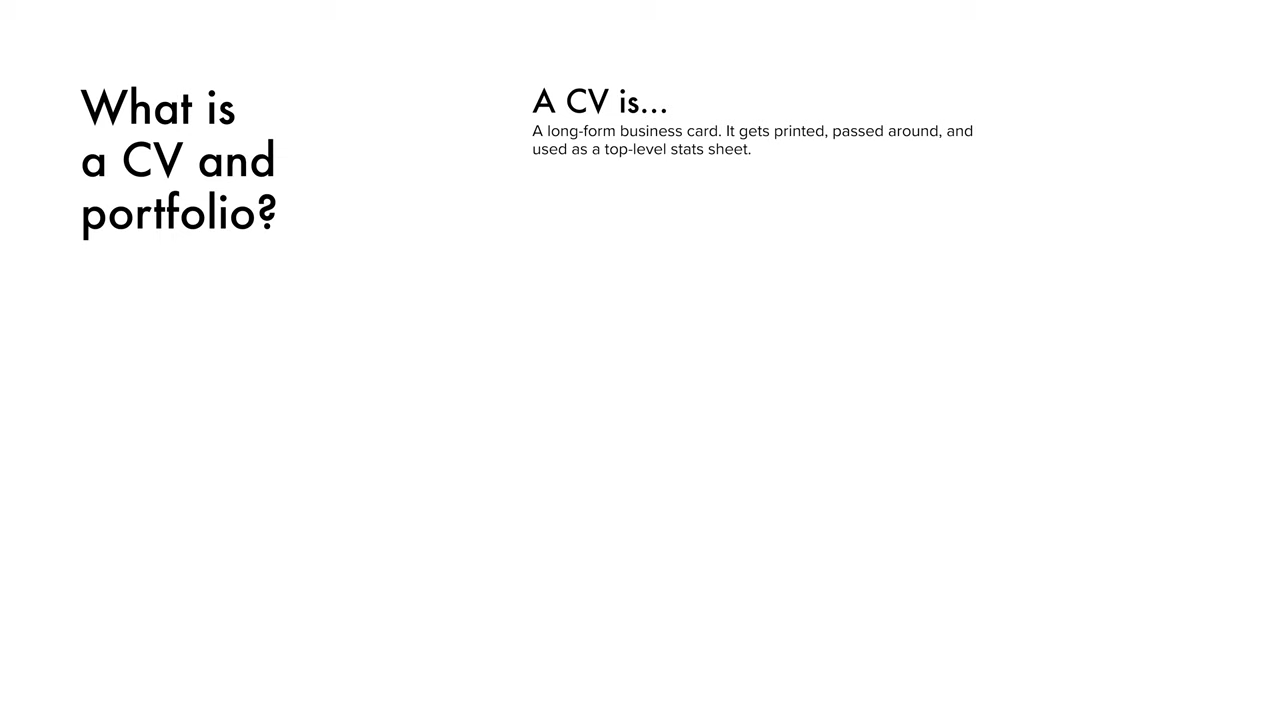 What is
a CV and
portfolio?
A CV is...
A long-form business card. It gets printed, passed around, and
used as a top-level stats sheet.